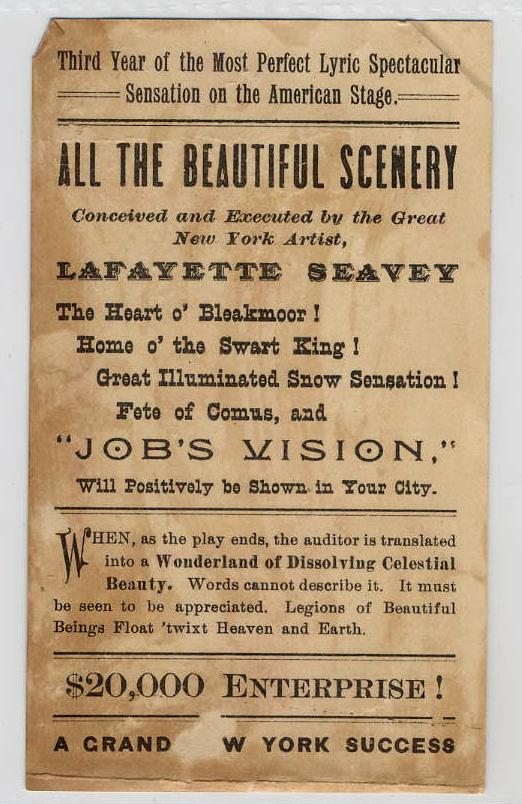 Third Year of the Most Perfect Lyric Spectacular
Sensation on the American Stage.
ALL THE BEAUTIFUL SCENERY
Conceived and Executed by the Great
New York Artist,
LAFAYETTE SEAVEY
The Heart o' Bleakmoor!
Home o' the Swart King!
Great Illuminated Snow Sensation!
Fete of Comus, and
"JOB'S VISION,"
Will Positively be Shown in Your City.
WHEN, as the play ends, the auditor is translated
into a Wonderland of Dissolving Celestial
Beauty. Words cannot describe it. It must
be seen to be appreciated. Legions of Beautiful
Beings Float 'twixt Heaven and Earth.
$20,000 ENTERPRISE!
A GRAND W YORK SUCCESS